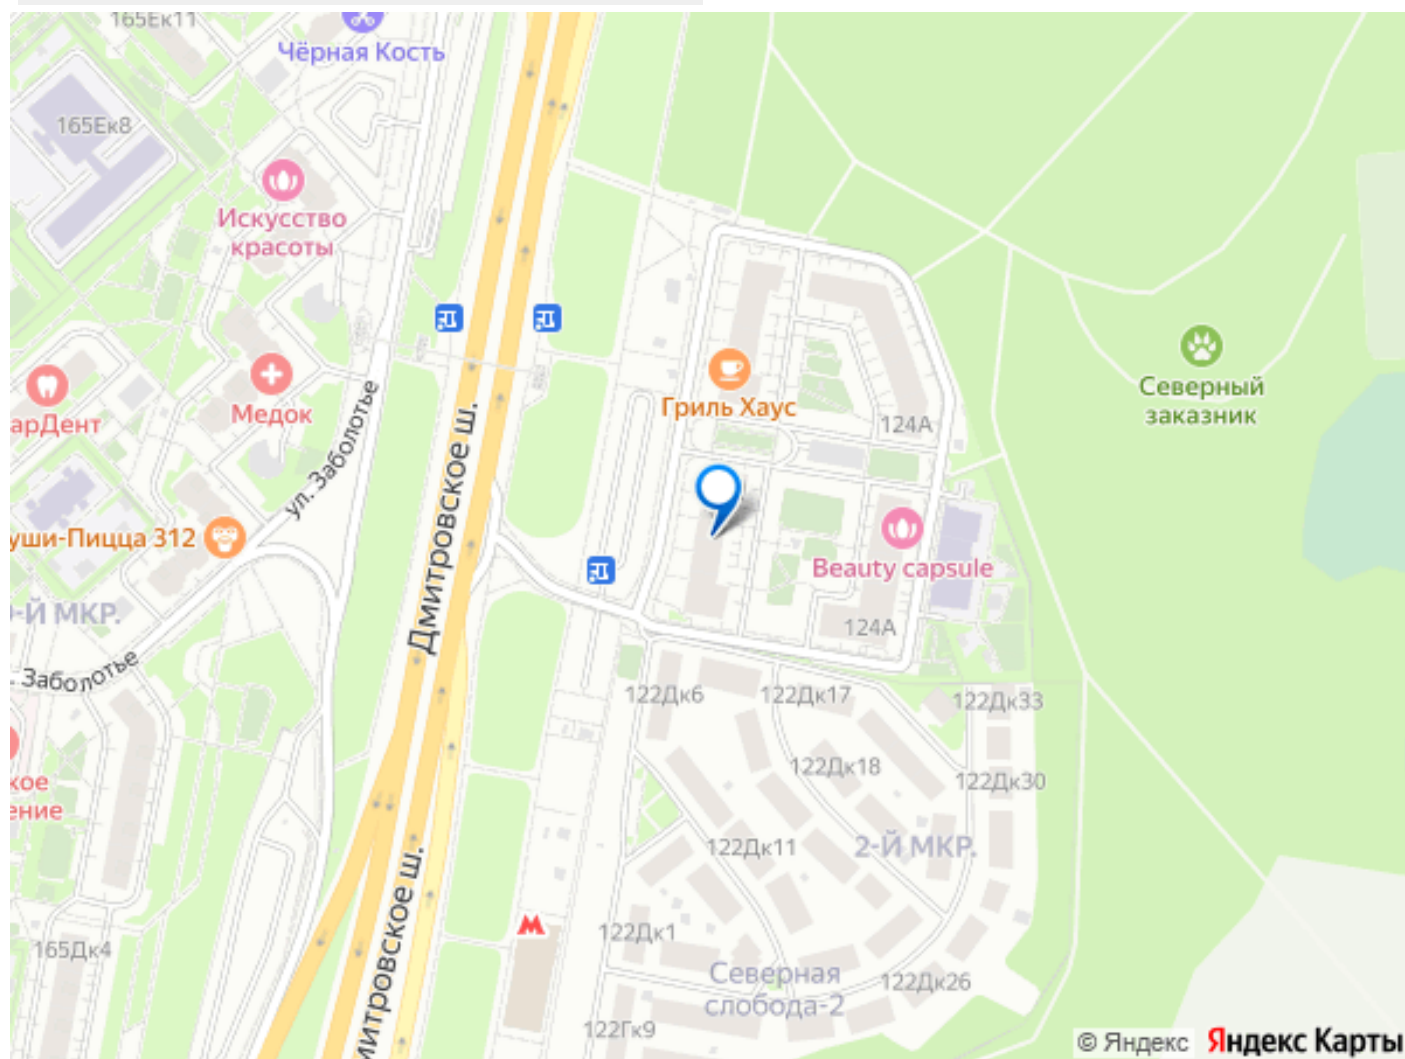 165Ек11
Чёрная Кость
165Ек8
Искусство
красоты
Северный
заказник
арДент
Медок
Гриль Хаус
124А
ул. Заболотье
Дмитровское ш.
уши-Пицца 312
Beauty capsule
-Й МКР.
124А
. Заболотье
122Дк6
122Дк17
122Дк33
122Дк18
122Дк30
кое
ение
122Дк11
2-Й МКР.
митровское ш.
165Дк4
М
122Дк1
Северная
слобода-2
122Дк26
122Гк9
© Яндекс Яндекс Карты